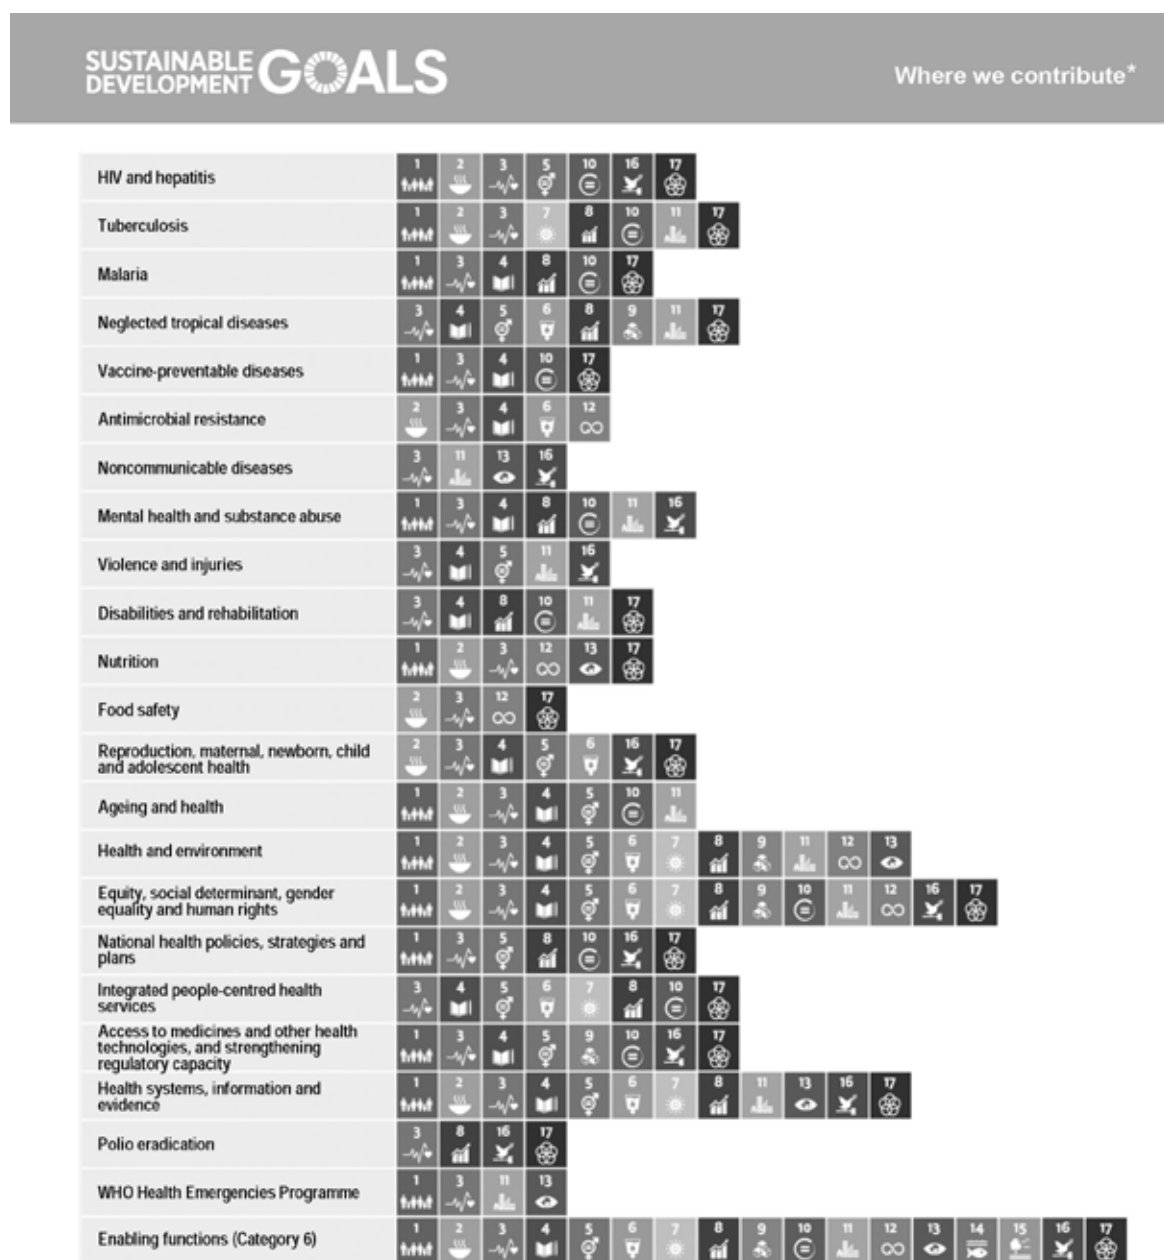 SUSTAINABLE
DEVELOPMENT GOALS
Where we contribute*
HIV and hepatitis 1 2 3 5 10 16 17
Tuberculosis 1 2 3 7 8 10 11 17
Malaria 1 3 4 8 10 17
Neglected tropical diseases 3 4 5 6 8 9 11 17
Vaccine-preventable diseases 1 3 4 10 17
Antimicrobial resistance 2 3 4 6 12
Noncommunicable diseases 3 11 13 16
Mental health and substance abuse 1 3 4 8 10 11 16
Violence and injuries 3 4 5 11 16
Disabilities and rehabilitation 3 4 8 10 11 17
Nutrition 1 2 3 12 13 17
Food safety 2 3 12 17
Reproduction, maternal, newborn, child
and adolescent health 2 3 4 5 6 16 17
Ageing and health 1 2 3 4 5 10 11
Health and environment 1 2 3 4 5 6 7 8 9 11 12 13
Equity, social determinant, gender
equality and human rights 1 2 3 4 5 6 7 8 9 10 11 12 16 17
National health policies, strategies and
plans 1 3 5 8 10 16 17
Integrated people-centred health
services 3 4 5 6 7 8 10 17
Access to medicines and other health
technologies, and strengthening
regulatory capacity 1 3 4 5 9 10 16 17
Health systems, information and
evidence 1 2 3 4 5 6 7 8 11 13 16 17
Polio eradication 3 8 16 17
WHO Health Emergencies Programme 1 3 11 13
Enabling functions (Category 6) 1 2 3 4 5 6 7 8 9 10 11 12 13 14 15 16 17